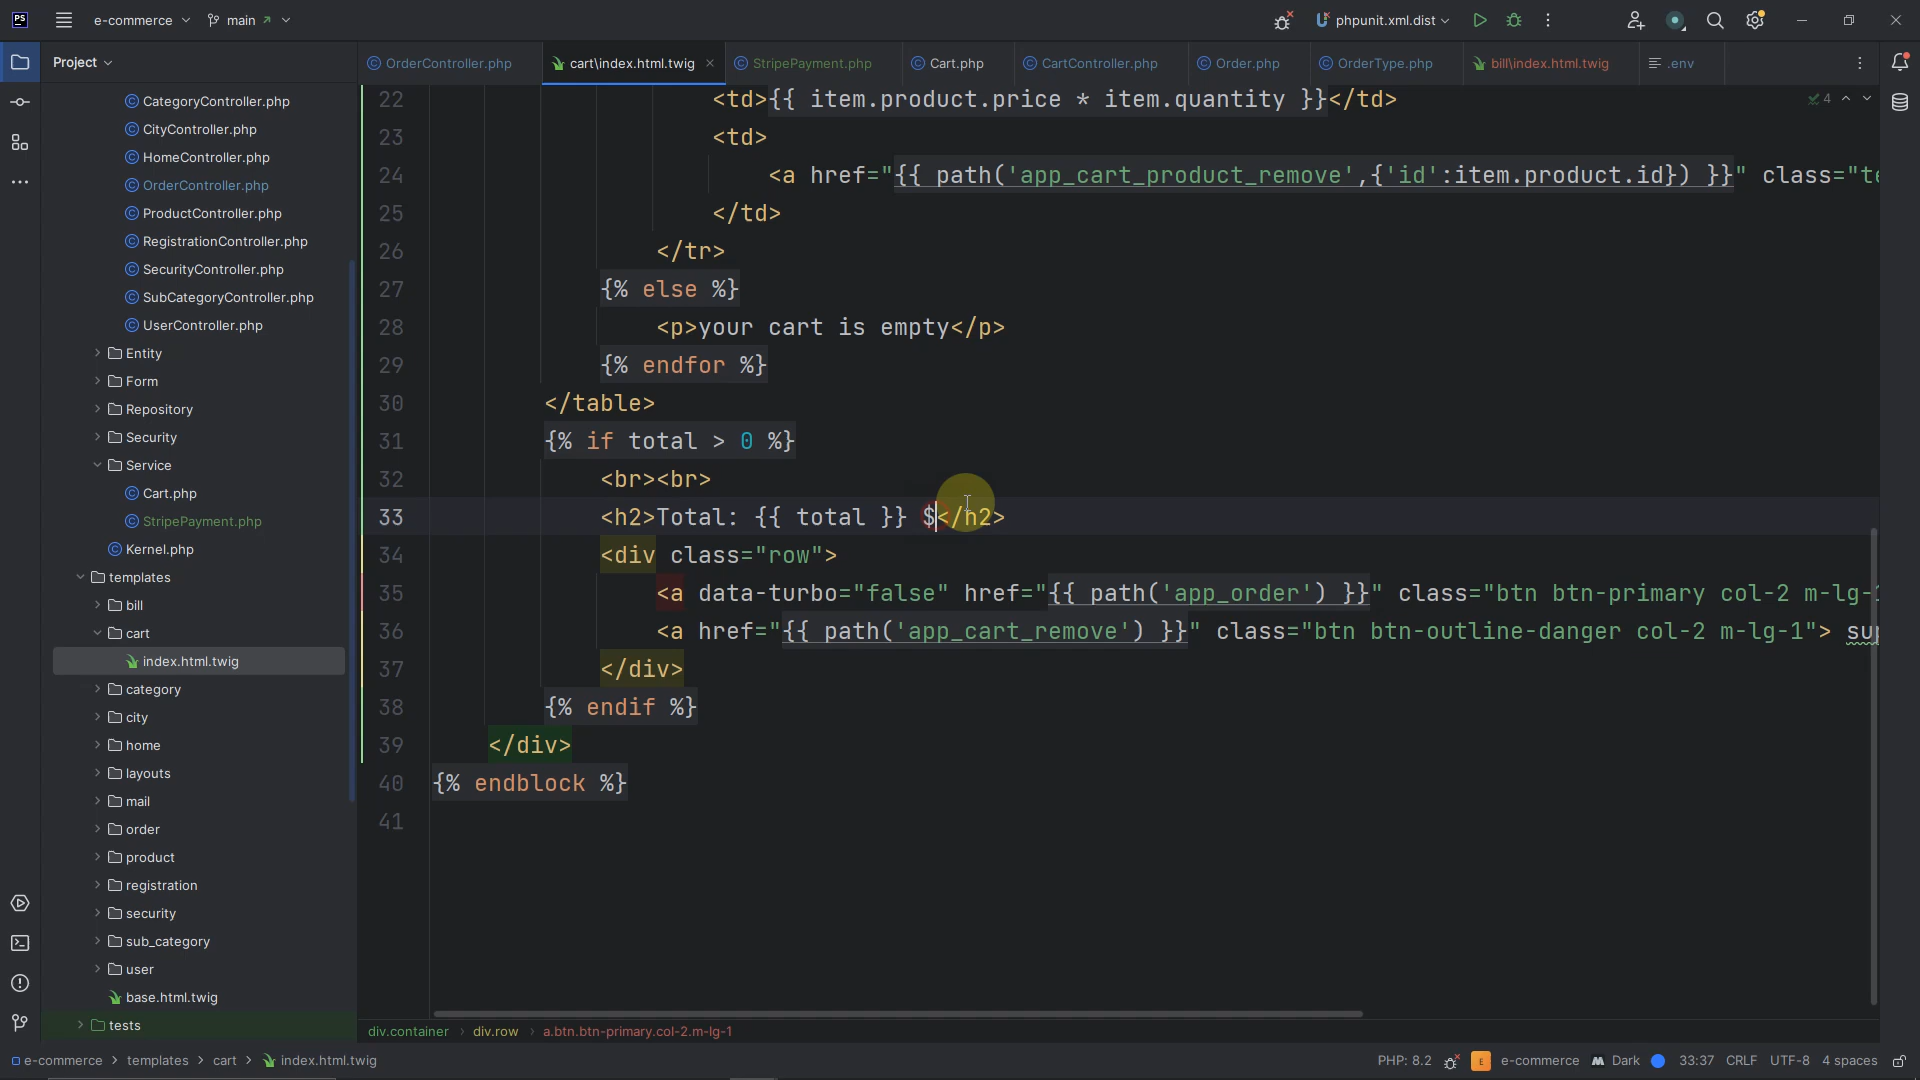 PS e-commerce main phpunit.xml.dist
Project
OrderController.php cart\index.html.twig StripePayment.php Cart.php CartController.php Order.php OrderType.php bill\index.html.twig .env
CategoryController.php
CityController.php
HomeController.php
OrderController.php
ProductController.php
RegistrationController.php
SecurityController.php
SubCategoryController.php
UserController.php
Entity
Form
Repository
Security
Service
Cart.php
StripePayment.php
Kernel.php
templates
bill
cart
index.html.twig
category
city
home
layouts
mail
order
product
registration
security
sub_category
user
base.html.twig
tests
4
22 <td>{{ item.product.price * item.quantity }}</td>
23 <td>
24 <a href="{{ path('app_cart_product_remove',{'id':item.product.id}) }}" class="te
25 </td>
26 </tr>
27 {% else %}
28 <p>your cart is empty</p>
29 {% endfor %}
30 </table>
31 {% if total > 0 %}
32 <br><br>
33 <h2>Total: {{ total }} $</h2>
34 <div class="row">
35 <a data-turbo="false" href="{{ path('app_order') }}" class="btn btn-primary col-2 m-lg-1
36 <a href="{{ path('app_cart_remove') }}" class="btn btn-outline-danger col-2 m-lg-1"> sup
37 </div>
38 {% endif %}
39 </div>
40 {% endblock %}
41
div.container › div.row › a.btn.btn-primary.col-2.m-lg-1
e-commerce › templates › cart › index.html.twig
PHP: 8.2 E e-commerce Dark 33:37 CRLF UTF-8 4 spaces